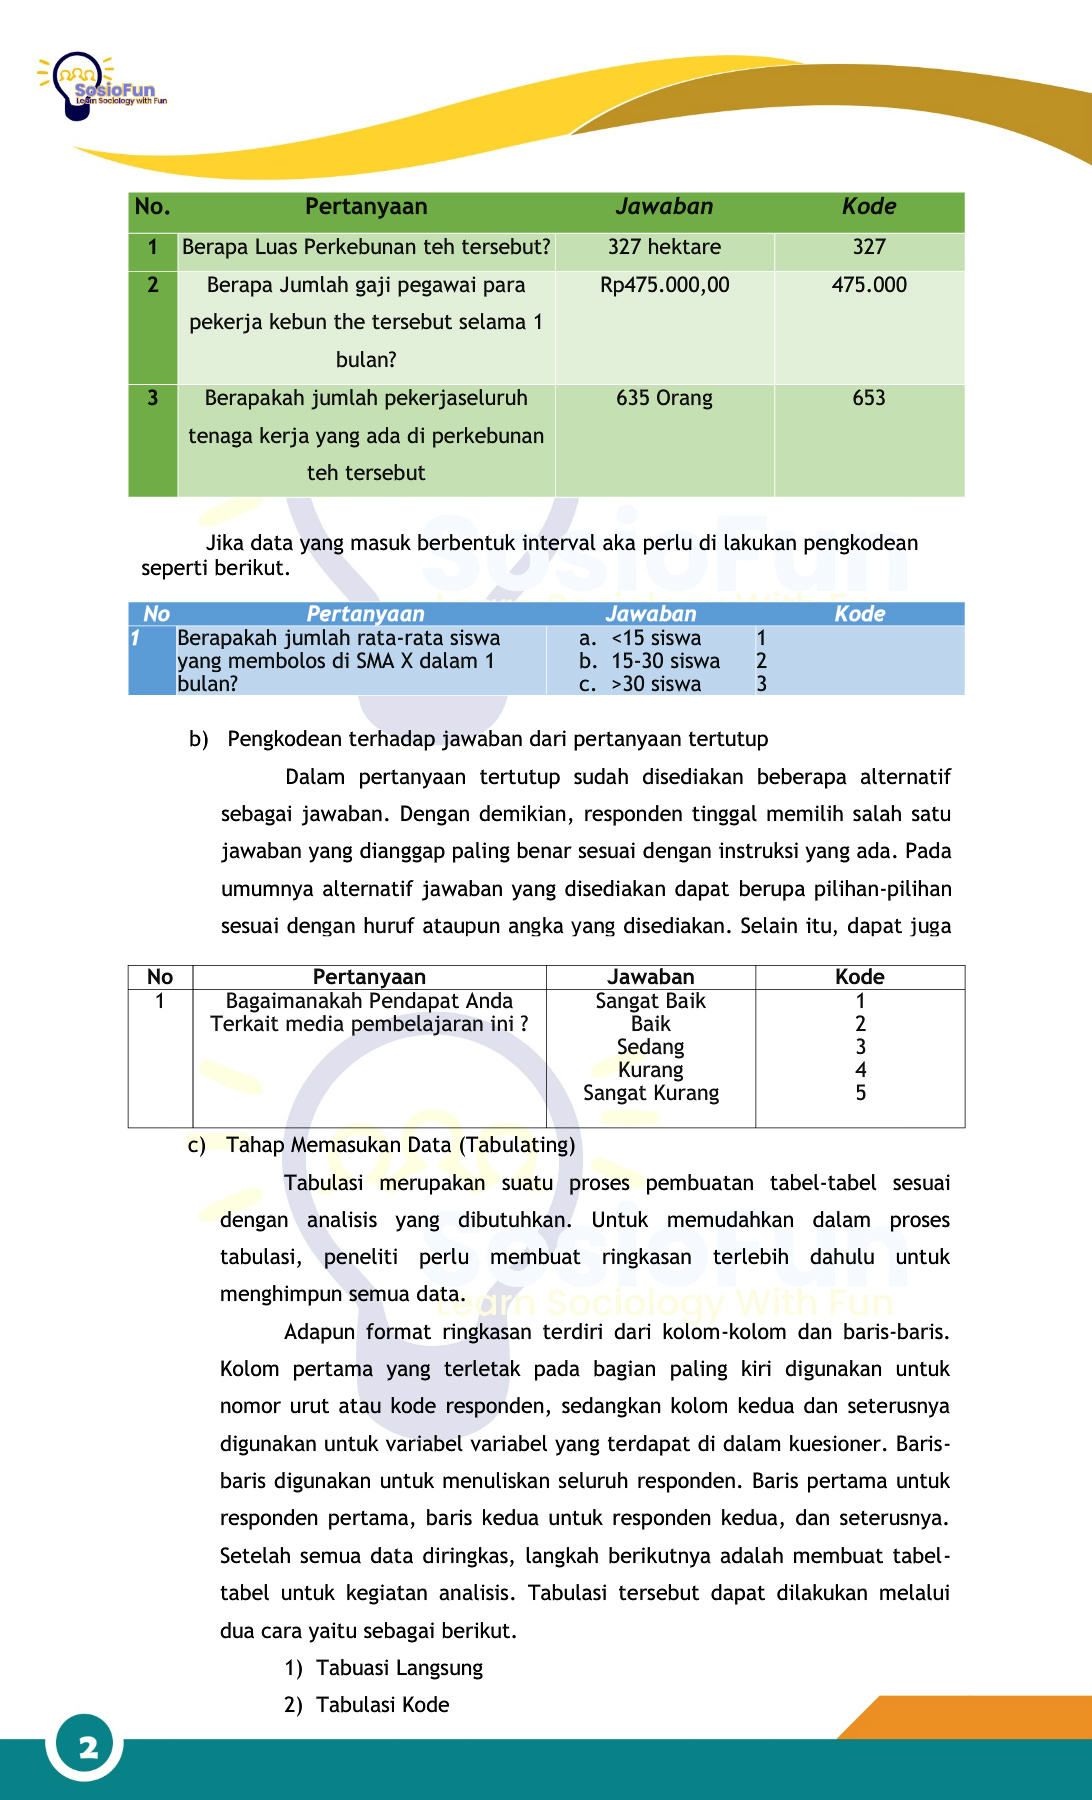 SosioFun
Learn Sociology with Fun
No. Pertanyaan Jawaban Kode
1 Berapa Luas Perkebunan teh tersebut? 327 hektare 327
2 Berapa Jumlah gaji pegawai para Rp475.000,00 475.000
pekerja kebun the tersebut selama 1
bulan?
3 Berapakah jumlah pekerjaseluruh 635 Orang 653
tenaga kerja yang ada di perkebunan
teh tersebut
Jika data yang masuk berbentuk interval aka perlu di lakukan pengkodean
seperti berikut.
No Pertanyaan Jawaban Kode
1 Berapakah jumlah rata-rata siswa a. <15 siswa 1
yang membolos di SMA X dalam 1 b. 15-30 siswa 2
bulan? c. >30 siswa 3
b) Pengkodean terhadap jawaban dari pertanyaan tertutup
Dalam pertanyaan tertutup sudah disediakan beberapa alternatif
sebagai jawaban. Dengan demikian, responden tinggal memilih salah satu
jawaban yang dianggap paling benar sesuai dengan instruksi yang ada. Pada
umumnya alternatif jawaban yang disediakan dapat berupa pilihan-pilihan
sesuai dengan huruf ataupun angka yang disediakan. Selain itu, dapat juga
No Pertanyaan Jawaban Kode
1 Bagaimanakah Pendapat Anda Sangat Baik 1
Terkait media pembelajaran ini ? Baik 2
Sedang 3
Kurang 4
Sangat Kurang 5
c) Tahap Memasukan Data (Tabulating)
Tabulasi merupakan suatu proses pembuatan tabel-tabel sesuai
dengan analisis yang dibutuhkan. Untuk memudahkan dalam proses
tabulasi, peneliti perlu membuat ringkasan terlebih dahulu untuk
menghimpun semua data.
Adapun format ringkasan terdiri dari kolom-kolom dan baris-baris.
Kolom pertama yang terletak pada bagian paling kiri digunakan untuk
nomor urut atau kode responden, sedangkan kolom kedua dan seterusnya
digunakan untuk variabel variabel yang terdapat di dalam kuesioner. Baris-
baris digunakan untuk menuliskan seluruh responden. Baris pertama untuk
responden pertama, baris kedua untuk responden kedua, dan seterusnya.
Setelah semua data diringkas, langkah berikutnya adalah membuat tabel-
tabel untuk kegiatan analisis. Tabulasi tersebut dapat dilakukan melalui
dua cara yaitu sebagai berikut.
1) Tabuasi Langsung
2) Tabulasi Kode
SosioFun
Learn Sociology With Fun
SosioFun
Learn Sociology With Fun
2